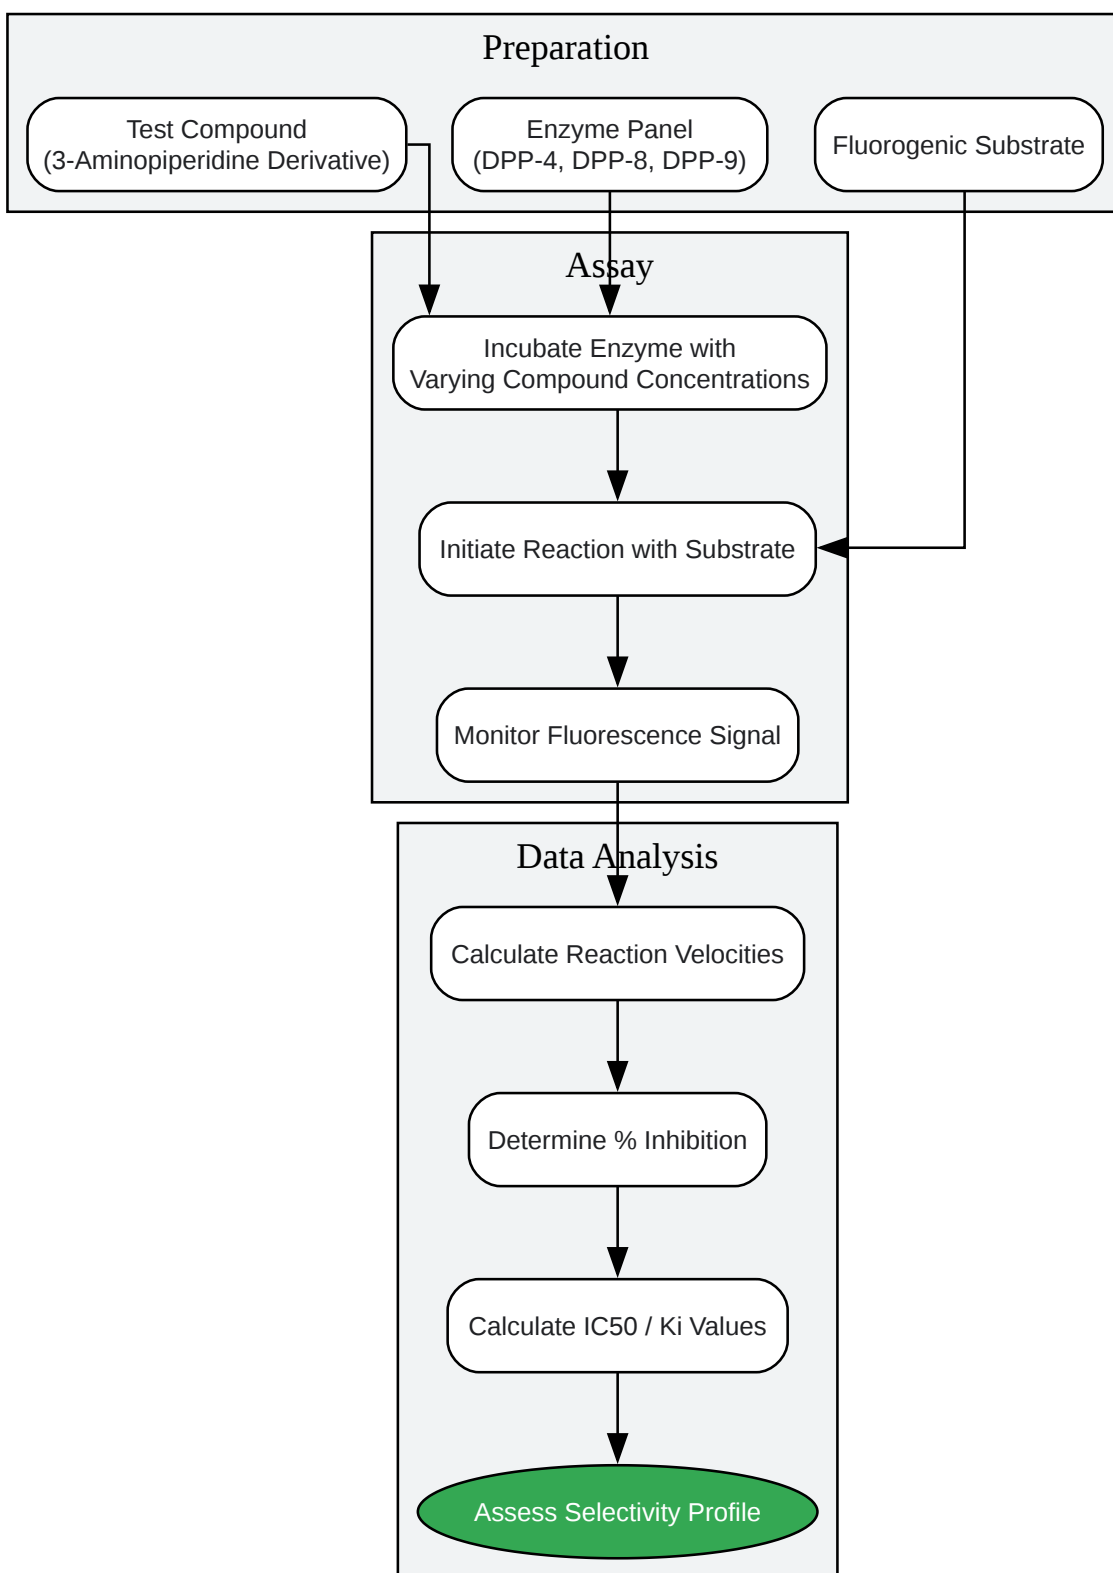 Preparation
Test Compound
(3-Aminopiperidine Derivative)
Enzyme Panel
(DPP-4, DPP-8, DPP-9)
Fluorogenic Substrate
Assay
Incubate Enzyme with
Varying Compound Concentrations
Initiate Reaction with Substrate
Monitor Fluorescence Signal
Data Analysis
Calculate Reaction Velocities
Determine % Inhibition
Calculate IC50 / Ki Values
Assess Selectivity Profile